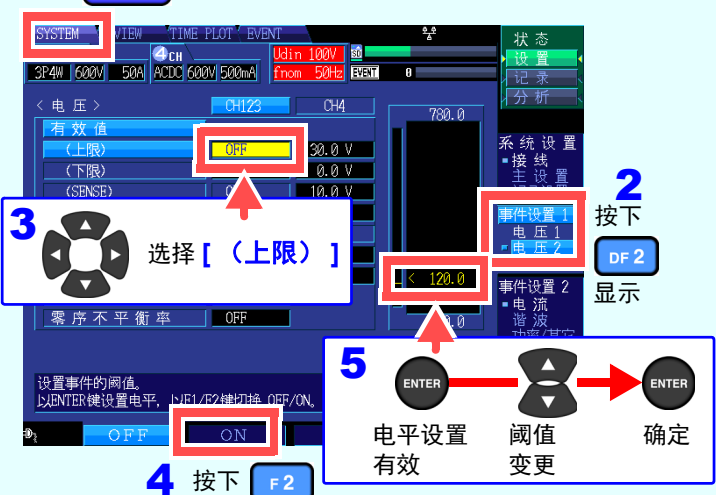 SYSTEM VIEW TIME PLOT EVENT
4CH
Udin 100V SD
3P4W 600V 50A ACDC 600V 500mA fnom 50Hz EVENT 0
状态
设置
记录
分析
<电压> CH123 CH4
780.0
有效值
(上限) OFF 30.0 V
(下限) 0.0 V
(SENSE) 10.0 V
系统设置
接线
主设置
2
事件设置 1
电压 1
电压 2
按下
DF 2
显示
3
选择[ (上限) ]
< 120.0
事件设置 2
电流
谐波
功率/其它
零序不平衡率 OFF
5
ENTER
ENTER
电平设置
有效
阈值
变更
确定
设置事件的阈值。
以ENTER键设置电平, 以F1/F2键切换 OFF/ON。
OFF ON
4 按下 F 2